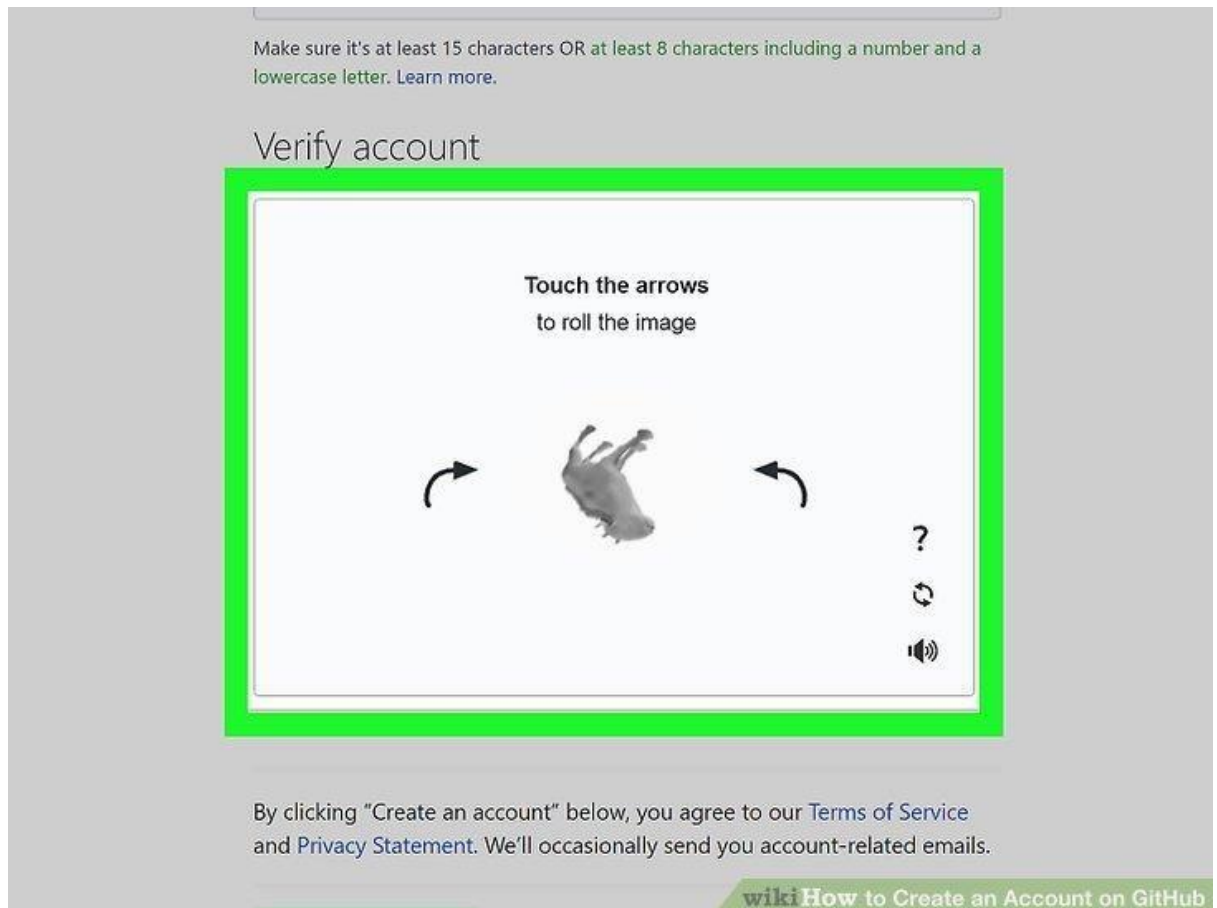 Make sure it's at least 15 characters OR at least 8 characters including a number and a
lowercase letter. Learn more.
Verify account
Touch the arrows
to roll the image
?
By clicking “Create an account” below, you agree to our Terms of Service
and Privacy Statement. We'll occasionally send you account-related emails.
wikiHow to Create an Account on GitHub